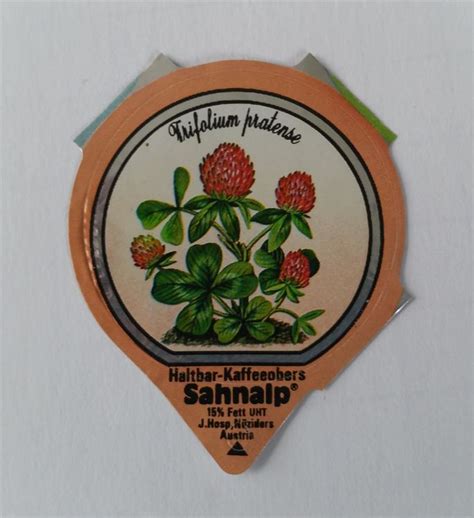 Trifolium pratense
Haltbar-Kaffeeobers
Sahnalp®
15% Fett UHT
J.Hosp,Nüziders
Austria